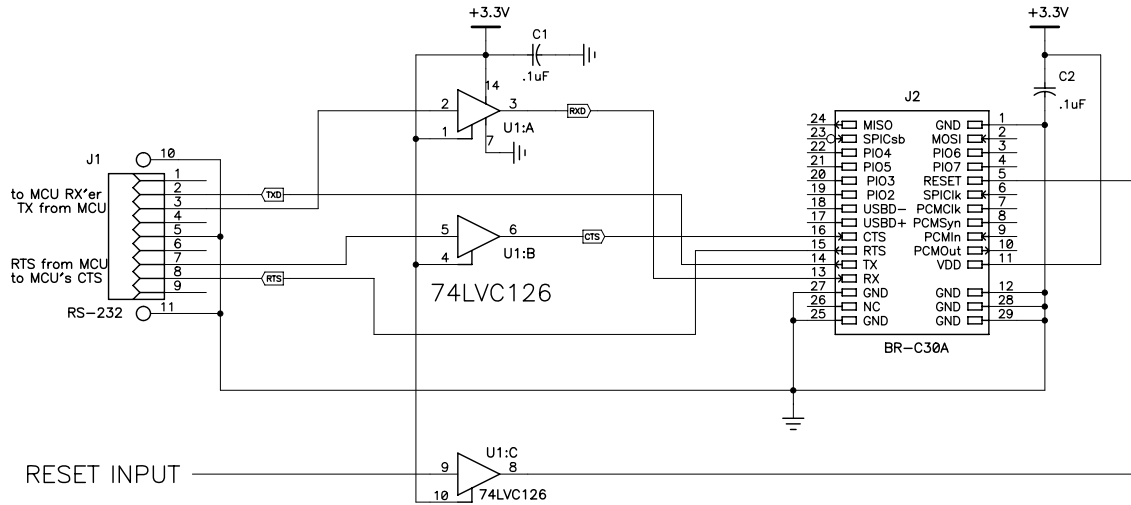 +3.3V
+3.3V
C1
.1uF
C2
.1uF
14
2
3
RXD
U1:A
1
7
J2
J1
10
1
2
3
4
5
6
7
8
9
to MCU RX'er
TX from MCU
RTS from MCU
to MCU's CTS
RS-232
11
TXD
RTS
5
6
CTS
U1:B
4
74LVC126
24 MISO GND 1
23 SPICsb MOSI 2
22 PIO4 PIO6 3
21 PIO5 PIO7 4
20 PIO3 RESET 5
19 PIO2 SPIClk 6
18 USBD- PCMClk 7
17 USBD+ PCMSyn 8
16 CTS PCMIn 9
15 RTS PCMOut 10
14 TX VDD 11
13 RX
27 GND GND 12
26 NC GND 28
25 GND GND 29
BR-C30A
RESET INPUT
U1:C
9
8
10
74LVC126